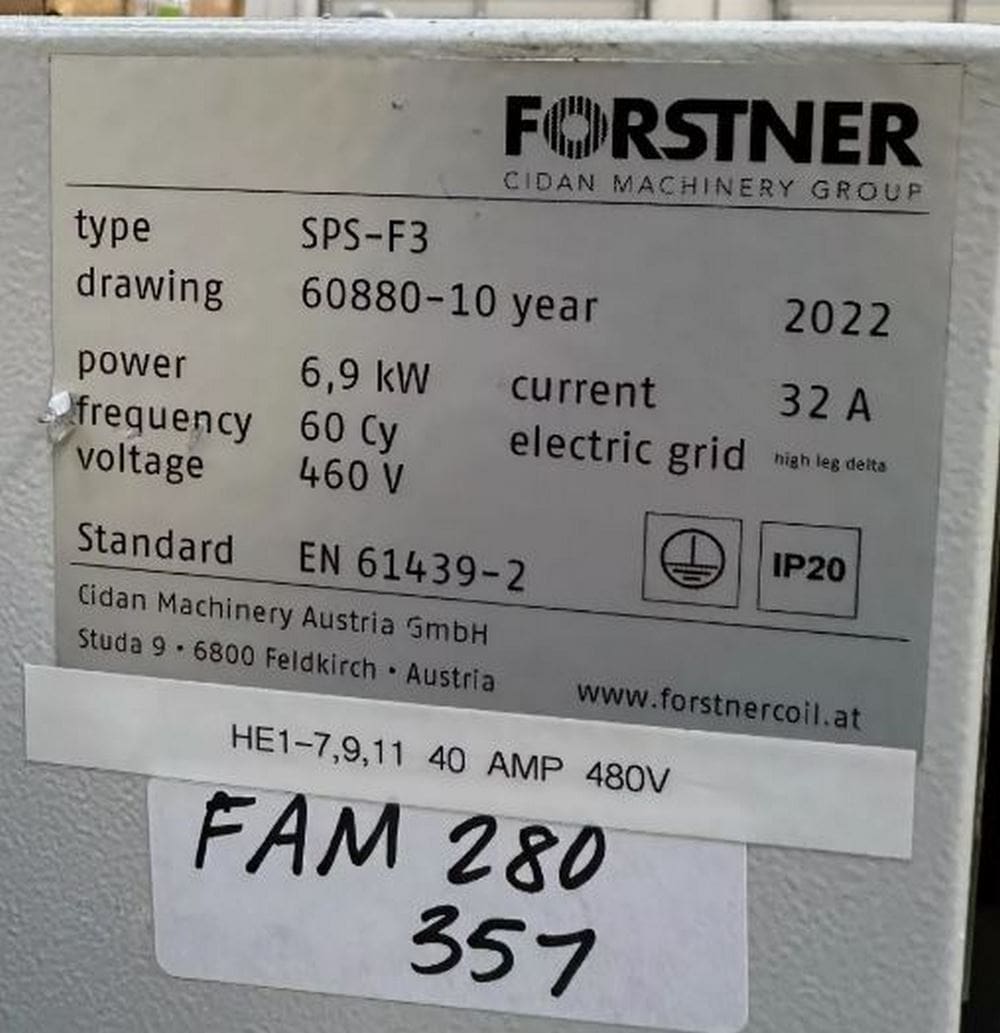 FORSTNER
CIDAN MACHINERY GROUP
type SPS-F3
drawing 60880-10 year 2022
power 6,9 kW current 32 A
frequency 60 Cy electric grid high leg delta
voltage 460 V
Standard EN 61439-2 IP20
Cidan Machinery Austria GmbH
Studa 9 · 6800 Feldkirch · Austria www.forstnercoil.at
HE1-7,9,11 40 AMP 480V
FAM 280
357